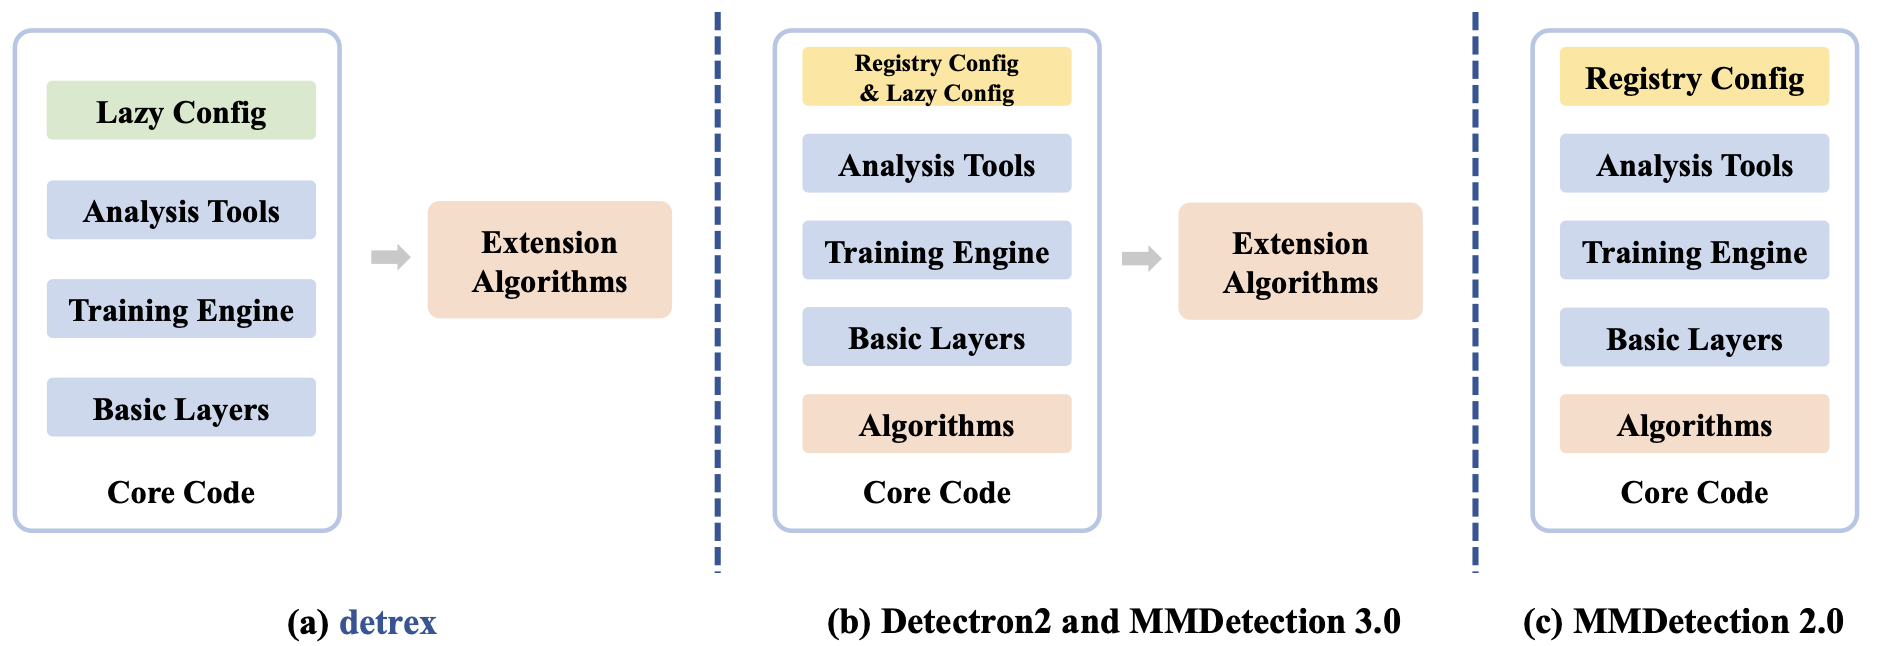 Lazy Config
Analysis Tools
Training Engine
Basic Layers
Core Code
Extension
Algorithms
(a) detrex
Registry Config
& Lazy Config
Analysis Tools
Training Engine
Basic Layers
Algorithms
Core Code
Extension
Algorithms
(b) Detectron2 and MMDetection 3.0
Registry Config
Analysis Tools
Training Engine
Basic Layers
Algorithms
Core Code
(c) MMDetection 2.0